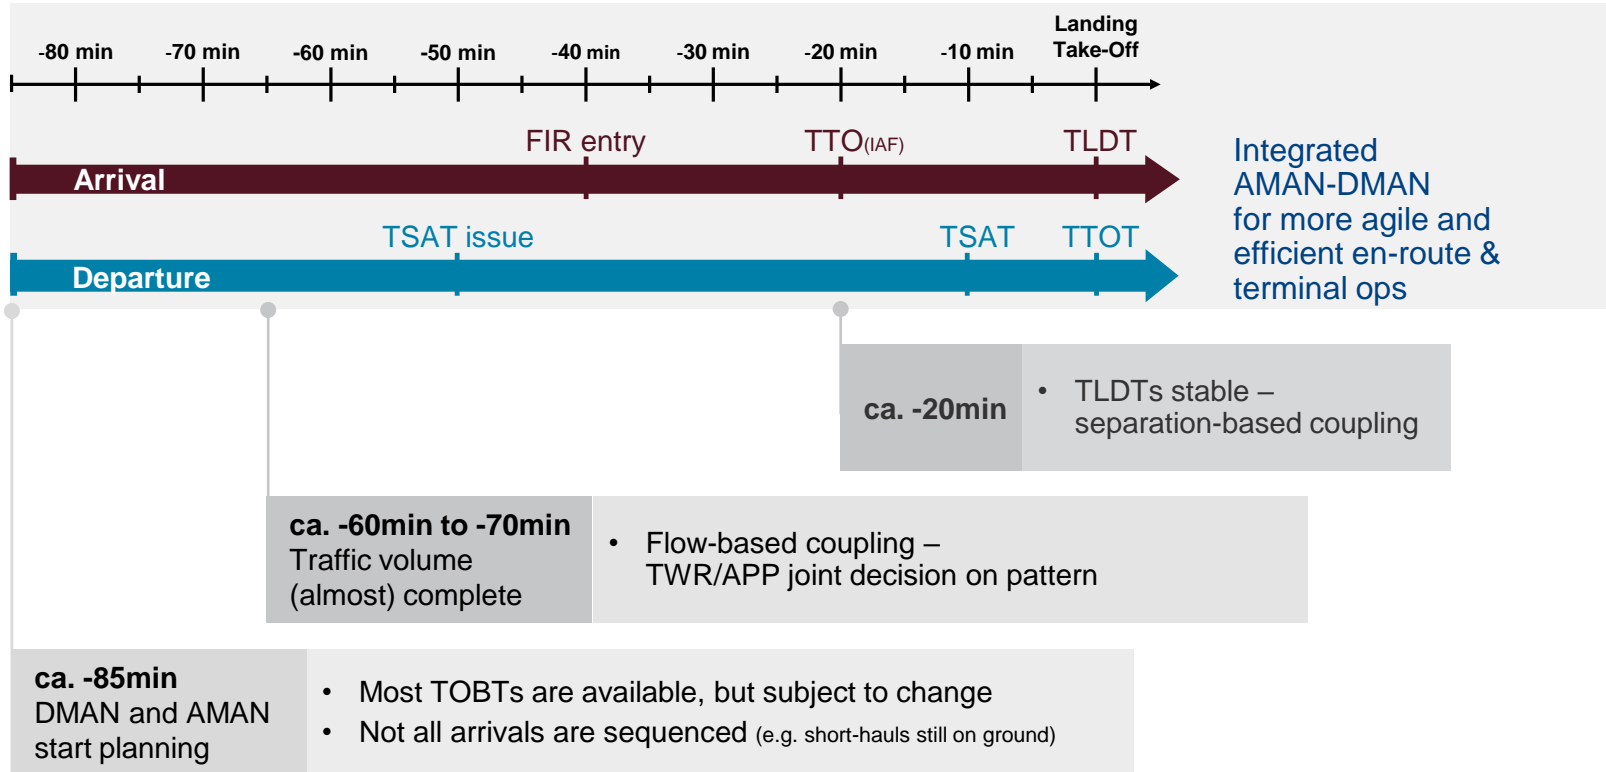 Landing
Take-Off
-80 min -70 min -60 min -50 min -40 min -30 min -20 min -10 min
FIR entry TTO(IAF) TLDT
Arrival
TSAT issue TSAT TTOT
Departure
Integrated
AMAN-DMAN
for more agile and
efficient en-route &
terminal ops
ca. -20min
• TLDTs stable –
separation-based coupling
ca. -60min to -70min
Traffic volume
(almost) complete
• Flow-based coupling –
TWR/APP joint decision on pattern
ca. -85min
DMAN and AMAN
start planning
• Most TOBTs are available, but subject to change
• Not all arrivals are sequenced (e.g. short-hauls still on ground)